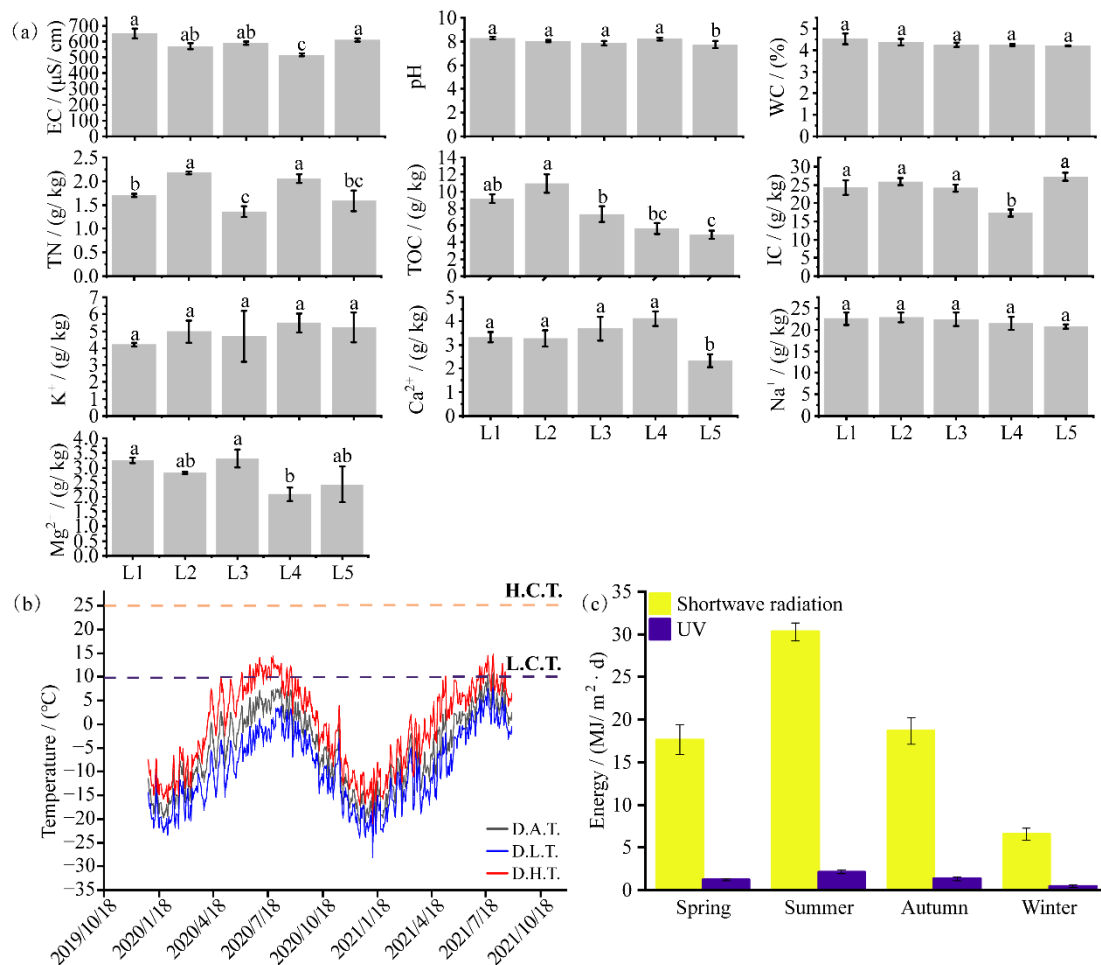 (a)
EC / (μS/ cm)
700
600
500
400
300
200
100
0
a
ab
ab
c
a
pH
10
8
6
4
2
0
a
a
a
a
b
WC / (%)
5
4
3
2
1
0
a
a
a
a
a
TN / (g/ kg)
2.5
2.0
1.5
1.0
0.5
0.0
b
a
c
a
bc
TOC / (g/ kg)
14
12
10
8
6
4
2
0
ab
a
b
bc
c
IC / (g/ kg)
30
25
20
15
10
5
0
a
a
a
b
a
K⁺ / (g/ kg)
7
6
5
4
3
2
1
0
a
a
a
a
a
Ca²⁺ / (g/ kg)
5
4
3
2
1
0
a
a
a
a
b
L1 L2 L3 L4 L5
Na⁺ / (g/ kg)
25
20
15
10
5
0
a
a
a
a
a
L1 L2 L3 L4 L5
Mg²⁺ / (g/ kg)
4.0
3.5
3.0
2.5
2.0
1.5
1.0
0.5
0.0
a
ab
a
b
ab
L1 L2 L3 L4 L5
(b)
Temperature / (℃)
25
20
15
10
5
0
−5
−10
−15
−20
−25
−30
−35
H.C.T.
L.C.T.
D.A.T.
D.L.T.
D.H.T.
2019/10/18
2020/1/18
2020/4/18
2020/7/18
2020/10/18
2021/1/18
2021/4/18
2021/7/18
2021/10/18
(c)
Energy / (MJ/ m² · d)
35
30
25
20
15
10
5
0
Shortwave radiation
UV
Spring Summer Autumn Winter